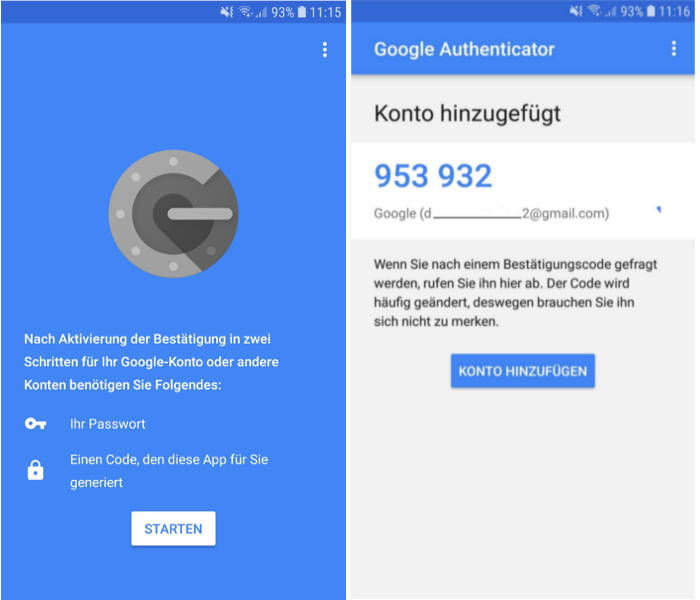 93% 11:15
Nach Aktivierung der Bestätigung in zwei
Schritten für Ihr Google-Konto oder andere
Konten benötigen Sie Folgendes:
Ihr Passwort
Einen Code, den diese App für Sie
generiert
STARTEN
93% 11:16
Google Authenticator
Konto hinzugefügt
953 932
Google (d__________2@gmail.com)
Wenn Sie nach einem Bestätigungscode gefragt
werden, rufen Sie ihn hier ab. Der Code wird
häufig geändert, deswegen brauchen Sie ihn
sich nicht zu merken.
KONTO HINZUFÜGEN